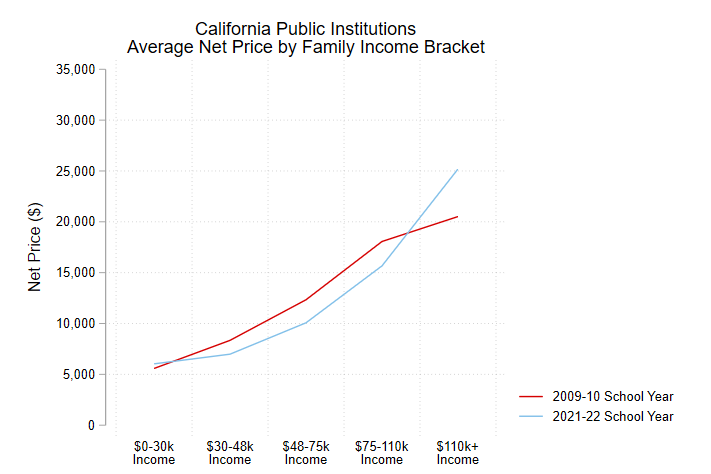 California Public Institutions
Average Net Price by Family Income Bracket
Net Price ($)
35,000
30,000
25,000
20,000
15,000
10,000
5,000
0
$0-30k
Income
$30-48k
Income
$48-75k
Income
$75-110k
Income
$110k+
Income
2009-10 School Year
2021-22 School Year